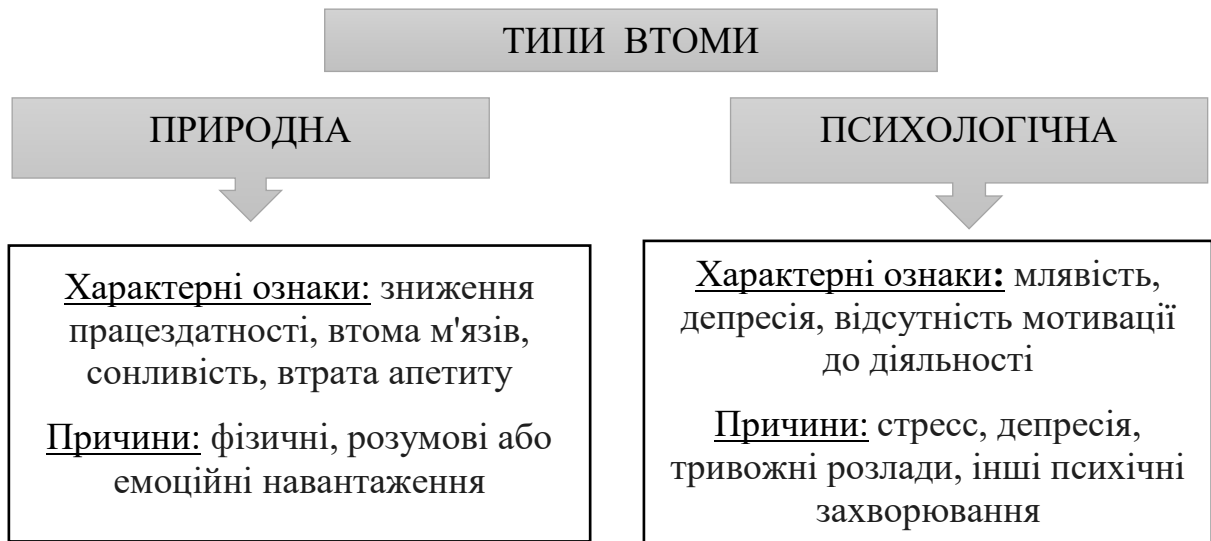 ТИПИ ВТОМИ
ПРИРОДНА
Характерні ознаки: зниження
працездатності, втома м'язів,
сонливість, втрата апетиту
Причини: фізичні, розумові або
емоційні навантаження
ПСИХОЛОГІЧНА
Характерні ознаки: млявість,
депресія, відсутність мотивації
до діяльності
Причини: стресс, депресія,
тривожні розлади, інші психічні
захворювання